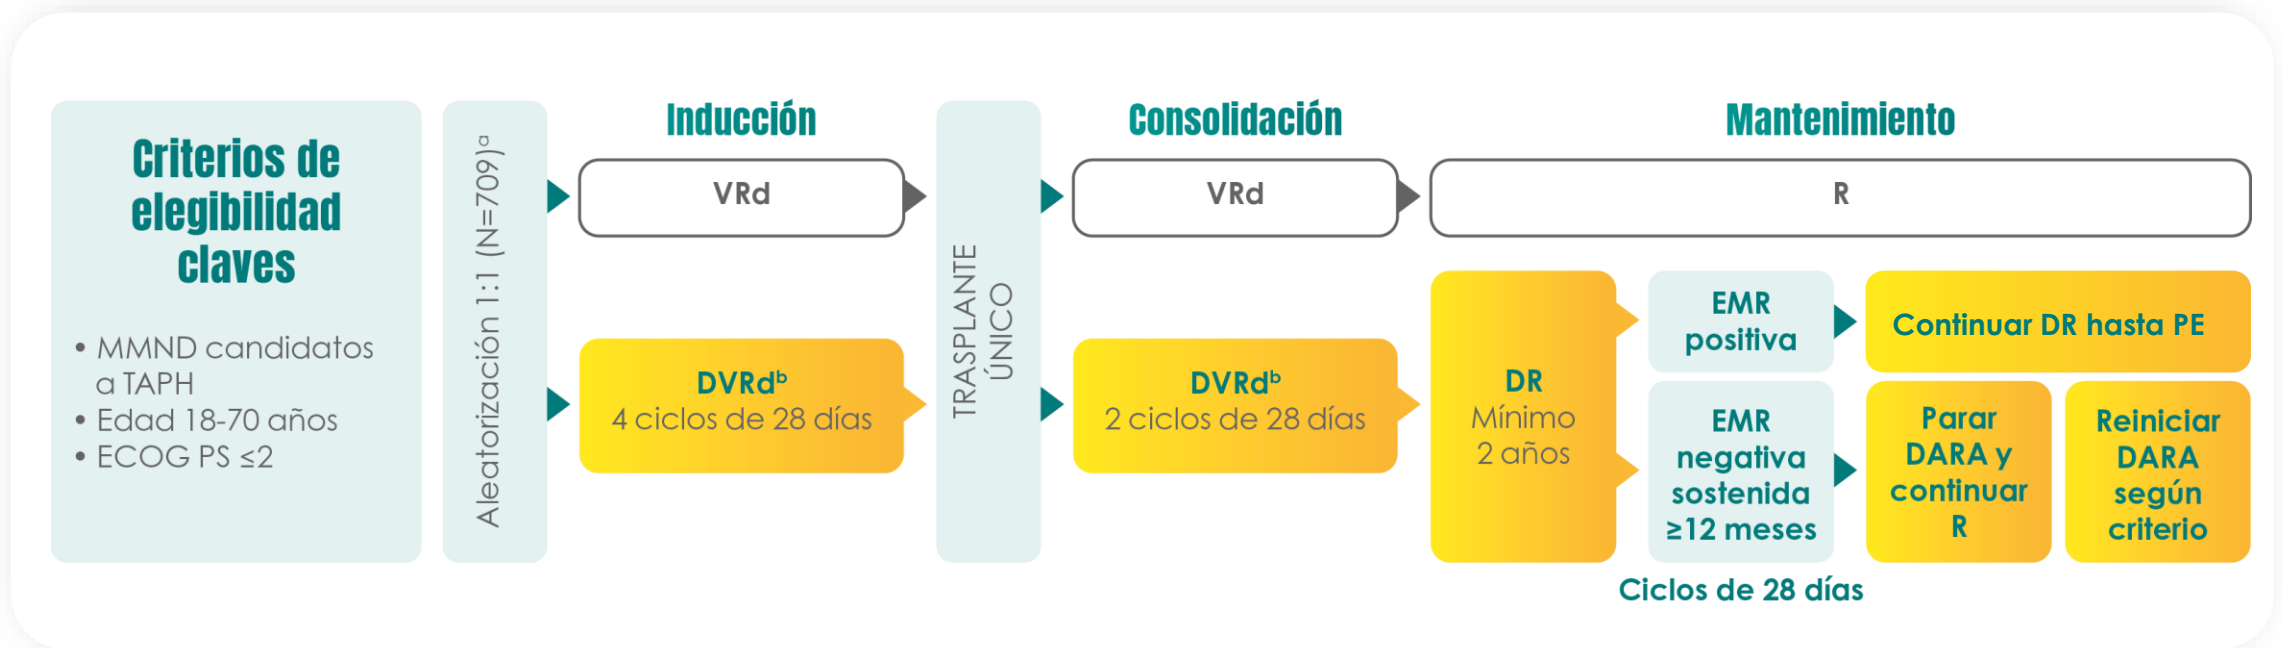 Criterios de
elegibilidad
claves
• MMND candidatos
a TAPH
• Edad 18-70 años
• ECOG PS ≤2
Aleatorización 1:1 (N=709)ᵃ
Inducción
VRd
DVRdᵇ
4 ciclos de 28 días
TRASPLANTE
ÚNICO
Consolidación
VRd
DVRdᵇ
2 ciclos de 28 días
Mantenimiento
R
DR
Mínimo
2 años
EMR
positiva
Continuar DR hasta PE
EMR
negativa
sostenida
≥12 meses
Parar
DARA y
continuar
R
Reiniciar
DARA
según
criterio
Ciclos de 28 días